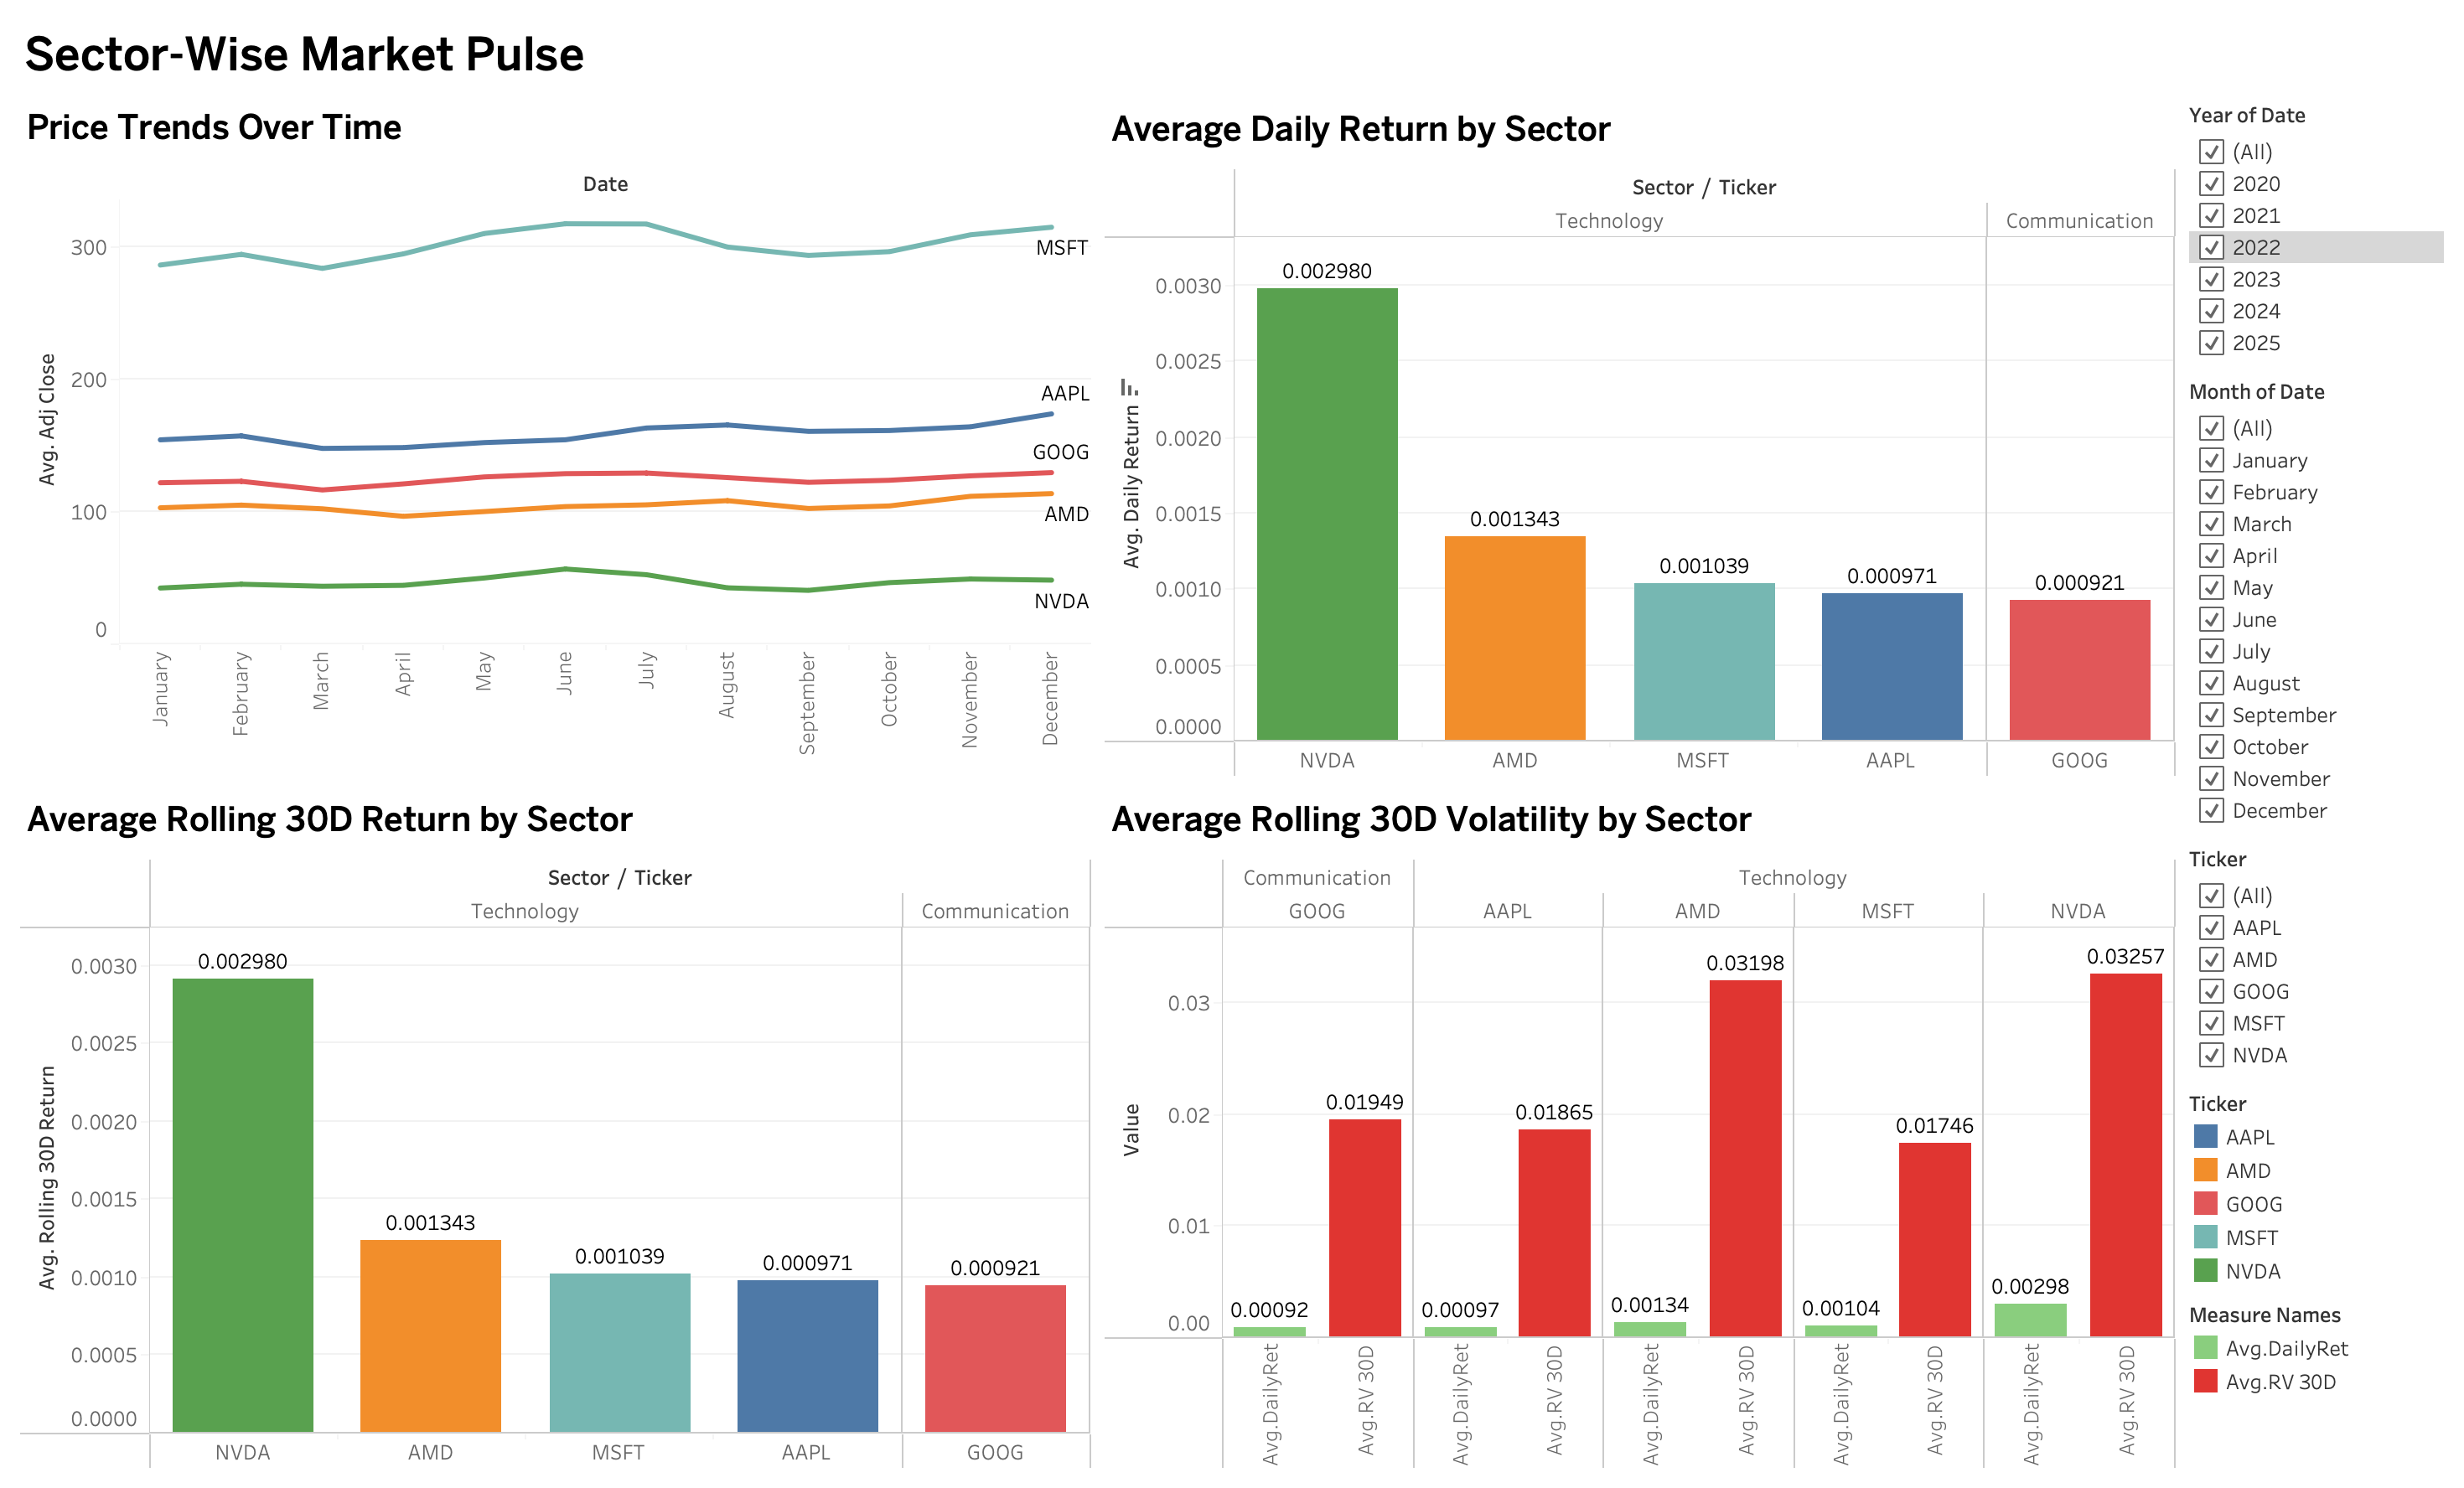 Sector-Wise Market Pulse
Price Trends Over Time
Date
Avg. Adj Close
300
200
100
0
MSFT
AAPL
GOOG
AMD
NVDA
January
February
March
April
May
June
July
August
September
October
November
December
Average Daily Return by Sector
Sector / Ticker
Technology
Communication
Avg. Daily Return
0.0030
0.0025
0.0020
0.0015
0.0010
0.0005
0.0000
0.002980
0.001343
0.001039
0.000971
0.000921
NVDA
AMD
MSFT
AAPL
GOOG
Average Rolling 30D Return by Sector
Sector / Ticker
Technology
Communication
Avg. Rolling 30D Return
0.0030
0.0025
0.0020
0.0015
0.0010
0.0005
0.0000
0.002980
0.001343
0.001039
0.000971
0.000921
NVDA
AMD
MSFT
AAPL
GOOG
Average Rolling 30D Volatility by Sector
Communication
Technology
GOOG
AAPL
AMD
MSFT
NVDA
Value
0.03
0.02
0.01
0.00
0.00092
0.01949
0.00097
0.01865
0.00134
0.03198
0.00104
0.01746
0.00298
0.03257
Avg.DailyRet
Avg.RV 30D
Avg.DailyRet
Avg.RV 30D
Avg.DailyRet
Avg.RV 30D
Avg.DailyRet
Avg.RV 30D
Avg.DailyRet
Avg.RV 30D
Year of Date
(All)
2020
2021
2022
2023
2024
2025
Month of Date
(All)
January
February
March
April
May
June
July
August
September
October
November
December
Ticker
(All)
AAPL
AMD
GOOG
MSFT
NVDA
Ticker
AAPL
AMD
GOOG
MSFT
NVDA
Measure Names
Avg.DailyRet
Avg.RV 30D